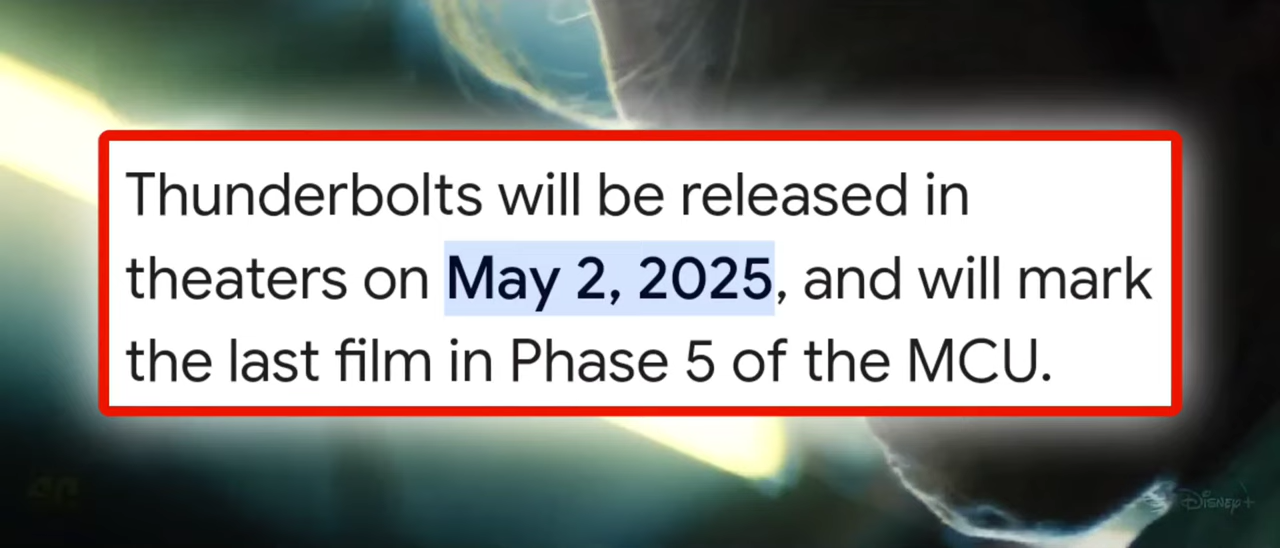 Thunderbolts will be released in
theaters on May 2, 2025, and will mark
the last film in Phase 5 of the MCU.
Disney+